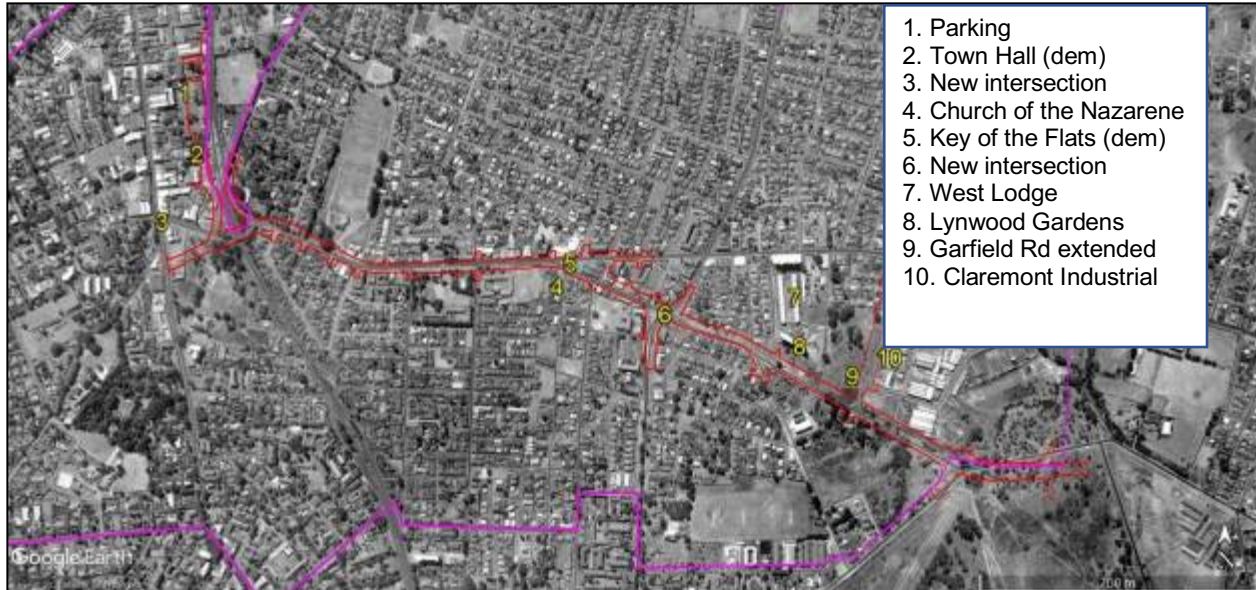 1. Parking
2. Town Hall (dem)
3. New intersection
4. Church of the Nazarene
5. Key of the Flats (dem)
6. New intersection
7. West Lodge
8. Lynwood Gardens
9. Garfield Rd extended
10. Claremont Industrial
1
2
3
5
4
6
7
8
9
10
Google Earth
200 m